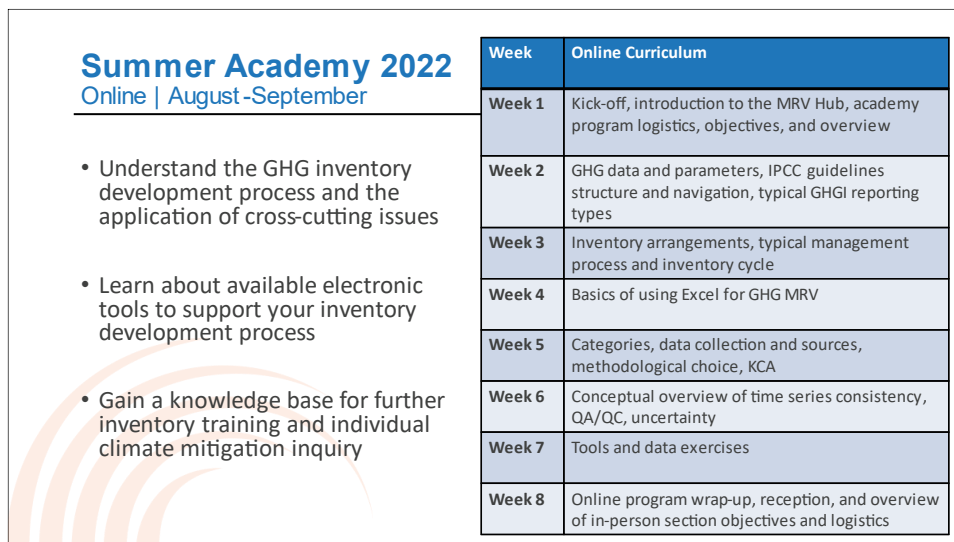 Summer Academy 2022
Online | August-September
• Understand the GHG inventory
development process and the
application of cross-cutting issues
• Learn about available electronic
tools to support your inventory
development process
• Gain a knowledge base for further
inventory training and individual
climate mitigation inquiry
Week Online Curriculum
Week 1 Kick-off, introduction to the MRV Hub, academy
program logistics, objectives, and overview
Week 2 GHG data and parameters, IPCC guidelines
structure and navigation, typical GHGI reporting
types
Week 3 Inventory arrangements, typical management
process and inventory cycle
Week 4 Basics of using Excel for GHG MRV
Week 5 Categories, data collection and sources,
methodological choice, KCA
Week 6 Conceptual overview of time series consistency,
QA/QC, uncertainty
Week 7 Tools and data exercises
Week 8 Online program wrap-up, reception, and overview
of in-person section objectives and logistics